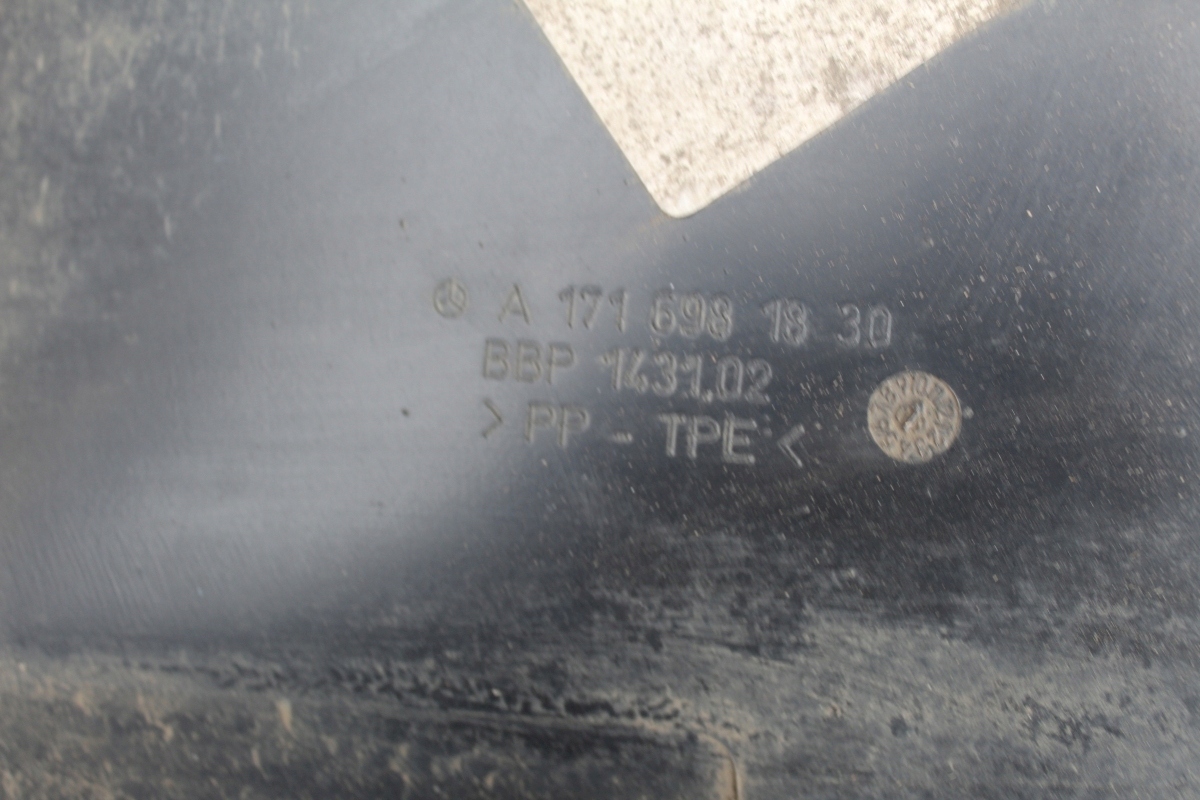 A 171 698 18 30
BBP 1431.02
> PP - TPE <